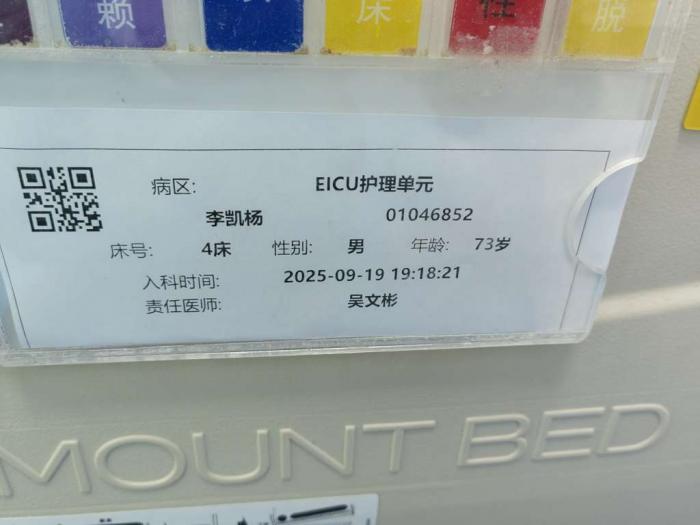 赖
床
性
脱
病区: EICU护理单元
李凯杨 01046852
床号: 4床 性别: 男 年龄: 73岁
入科时间: 2025-09-19 19:18:21
责任医师: 吴文彬
MOUNT BED